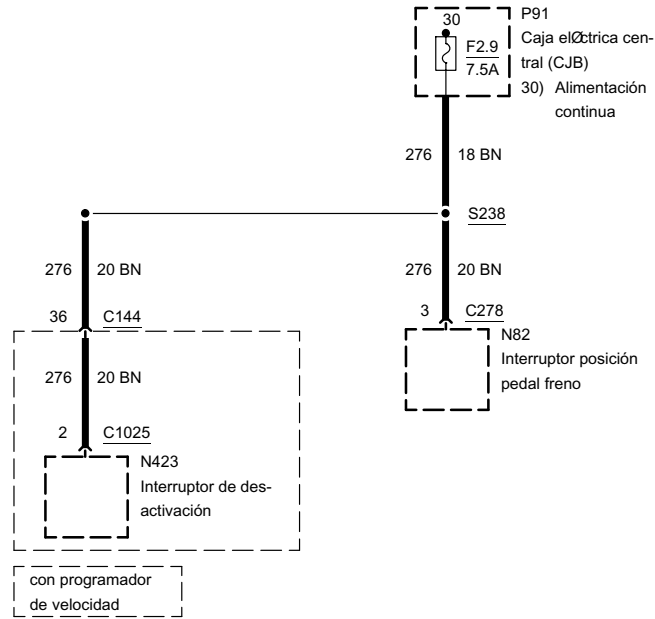 30
F2.9
7.5A
P91
Caja elØctrica cen-
tral (CJB)
30) Alimentación
continua
276 18 BN
S238
276 20 BN
276 20 BN
36 C144
3 C278
N82
Interruptor posición
pedal freno
276 20 BN
2 C1025
N423
Interruptor de des-
activación
con programador
de velocidad